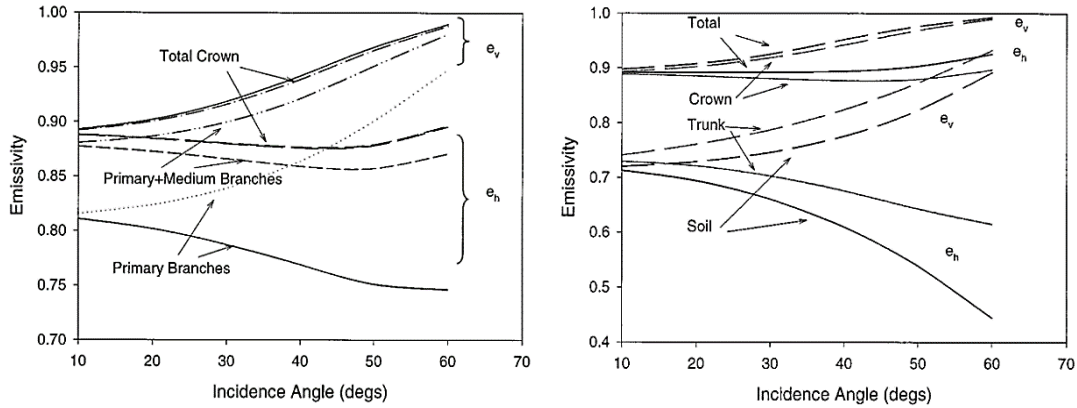 1.00
0.95
0.90
0.85
0.80
0.75
0.70
Emissivity
Total Crown
e_v
Primary+Medium Branches
e_h
Primary Branches
10 20 30 40 50 60 70
Incidence Angle (degs)
1.0
0.9
0.8
0.7
0.6
0.5
0.4
Emissivity
Total
e_v
e_h
Crown
Trunk
e_v
Soil
e_h
10 20 30 40 50 60 70
Incidence Angle (degs)